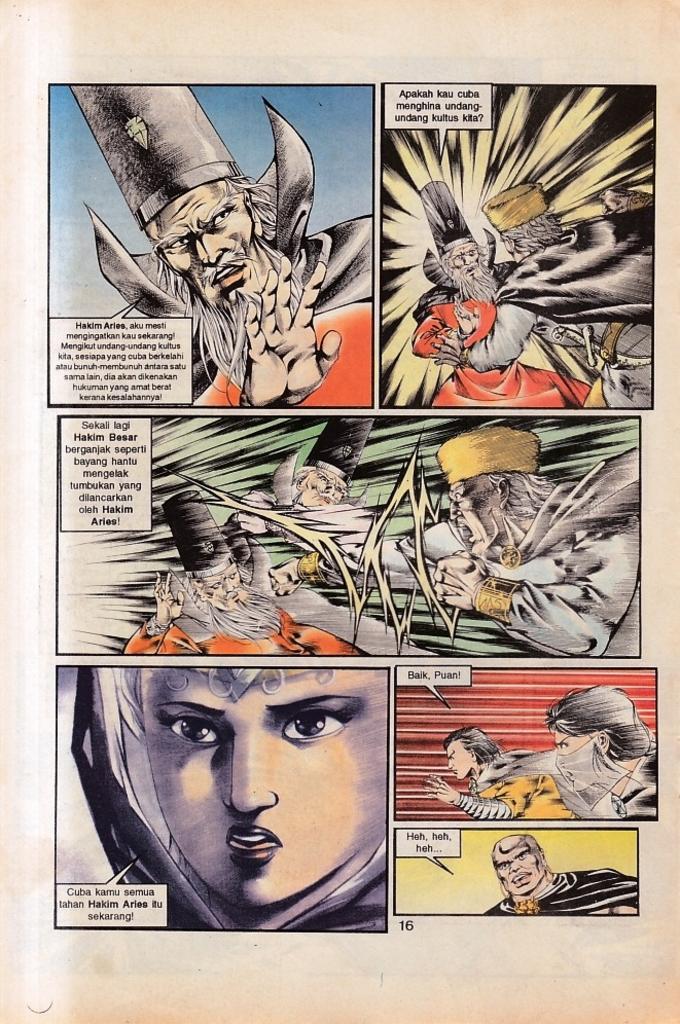 Hakim Aries, aku mesti
mengingatkan kau sekarang!
Mengikut undang-undang kultus
kita, sesiapa yang cuba berkelahi
atau bunuh-membunuh antara satu
sama lain, dia akan dikenakan
hukuman yang amat berat
kerana kesalahannya!
Apakah kau cuba
menghina undang-
undang kultus kita?
Sekali lagi
Hakim Besar
berganjak seperti
bayang hantu
mengelak
tumbukan yang
dilancarkan
oleh Hakim
Aries!
Cuba kamu semua
tahan Hakim Aries itu
sekarang!
Baik, Puan!
Heh, heh,
heh...
16